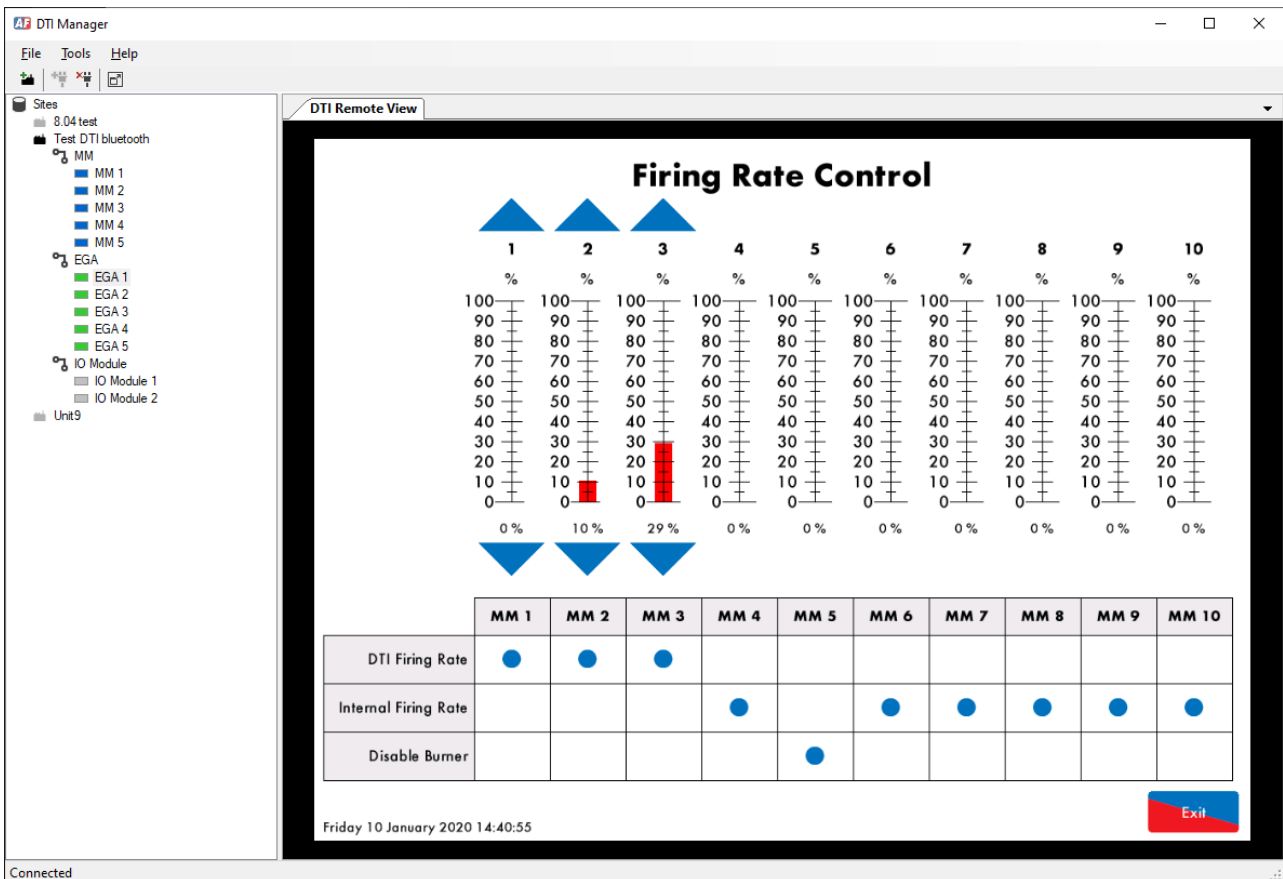 AF DTI Manager
File Tools Help
Sites
8.04 test
Test DTI bluetooth
MM
MM 1
MM 2
MM 3
MM 4
MM 5
EGA
EGA 1
EGA 2
EGA 3
EGA 4
EGA 5
IO Module
IO Module 1
IO Module 2
Unit9
DTI Remote View
Firing Rate Control
1 2 3 4 5 6 7 8 9 10
% % % % % % % % % %
100 100 100 100 100 100 100 100 100 100
90 90 90 90 90 90 90 90 90 90
80 80 80 80 80 80 80 80 80 80
70 70 70 70 70 70 70 70 70 70
60 60 60 60 60 60 60 60 60 60
50 50 50 50 50 50 50 50 50 50
40 40 40 40 40 40 40 40 40 40
30 30 30 30 30 30 30 30 30 30
20 20 20 20 20 20 20 20 20 20
10 10 10 10 10 10 10 10 10 10
0 0 0 0 0 0 0 0 0 0
0 % 10 % 29 % 0 % 0 % 0 % 0 % 0 % 0 % 0 %
MM 1 MM 2 MM 3 MM 4 MM 5 MM 6 MM 7 MM 8 MM 9 MM 10
DTI Firing Rate
Internal Firing Rate
Disable Burner
Exit
Friday 10 January 2020 14:40:55
Connected